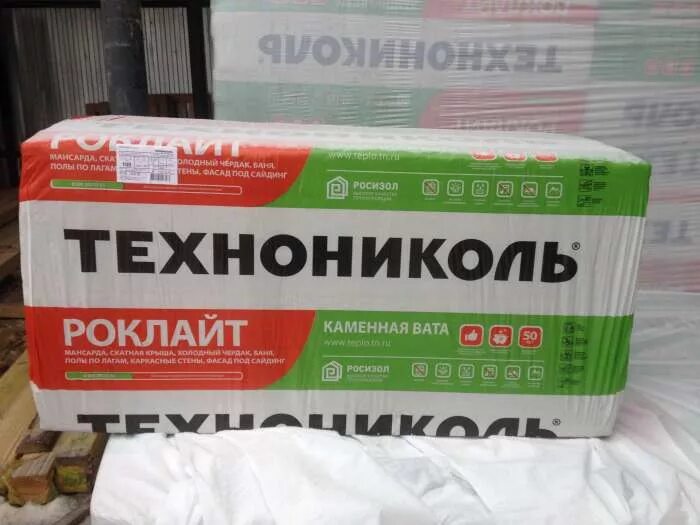 ТЕХНОНИКОЛЬ
РОКЛАЙТ
МАНСАРДА, СКАТНАЯ ХОЛОДНЫЙ ЧЕРДАК, БАНЯ,
ПОЛЫ ПО ЛАГАМ, СТЕНЫ, ФАСАД ПОД САЙДИНГ
www.teplo.tn.ru
РОСИЗОЛ
ТЕХНОНИКОЛЬ®
РОКЛАЙТ
МАНСАРДА, СКАТНАЯ КРЫША, ХОЛОДНЫЙ ЧЕРДАК, БАНЯ,
ПОЛЫ ПО ЛАГАМ, КАРКАСНЫЕ СТЕНЫ, ФАСАД ПОД САЙДИНГ
КАМЕННАЯ ВАТА
www.teplo.tn.ru
50
РОСИЗОЛ
ТЕХНОНИКОЛЬ